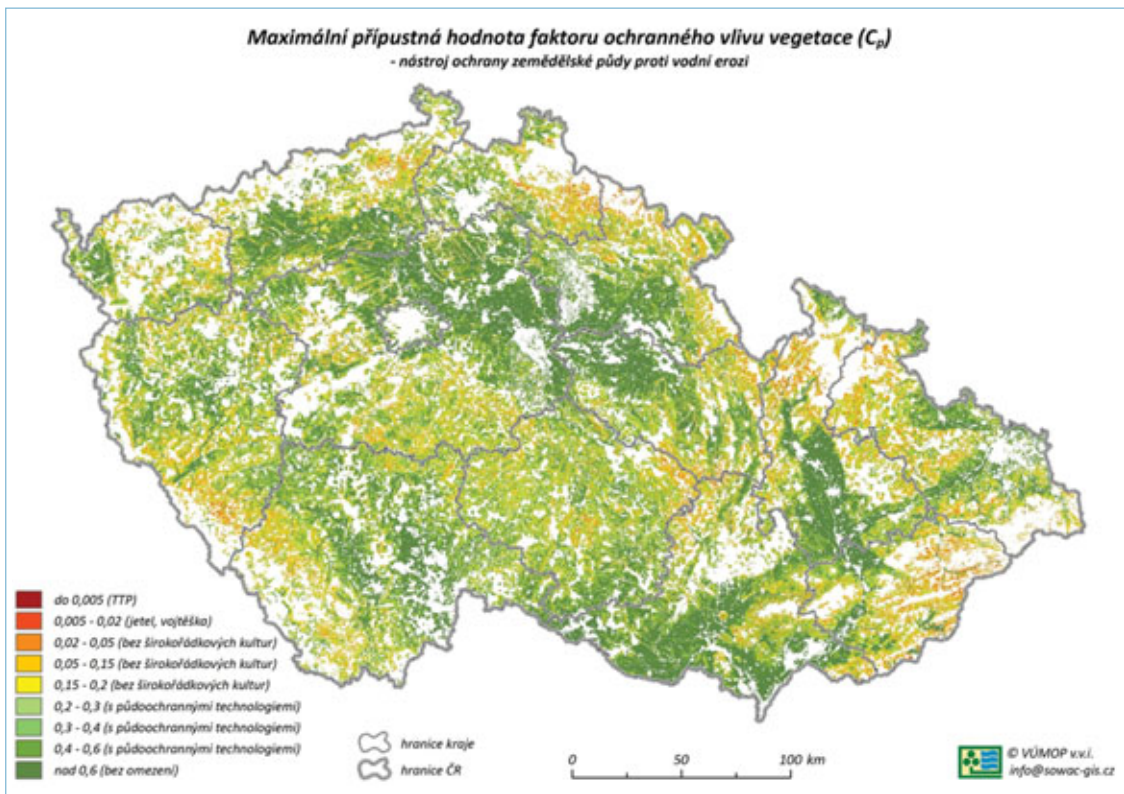 Maximální přípustná hodnota faktoru ochranného vlivu vegetace (Cp)
- nástroj ochrany zemědělské půdy proti vodní erozi
do 0,005 (TTP)
0,005 - 0,02 (jetel, vojtěška)
0,02 - 0,05 (bez širokořádkových kultur)
0,05 - 0,15 (bez širokořádkových kultur)
0,15 - 0,2 (bez širokořádkových kultur)
0,2 - 0,3 (s půdoochrannými technologiemi)
0,3 - 0,4 (s půdoochrannými technologiemi)
0,4 - 0,6 (s půdoochrannými technologiemi)
nad 0,6 (bez omezení)
hranice kraje
hranice ČR
0 50 100 km
© VÚMOP v.v.i.
info@sowac-gis.cz